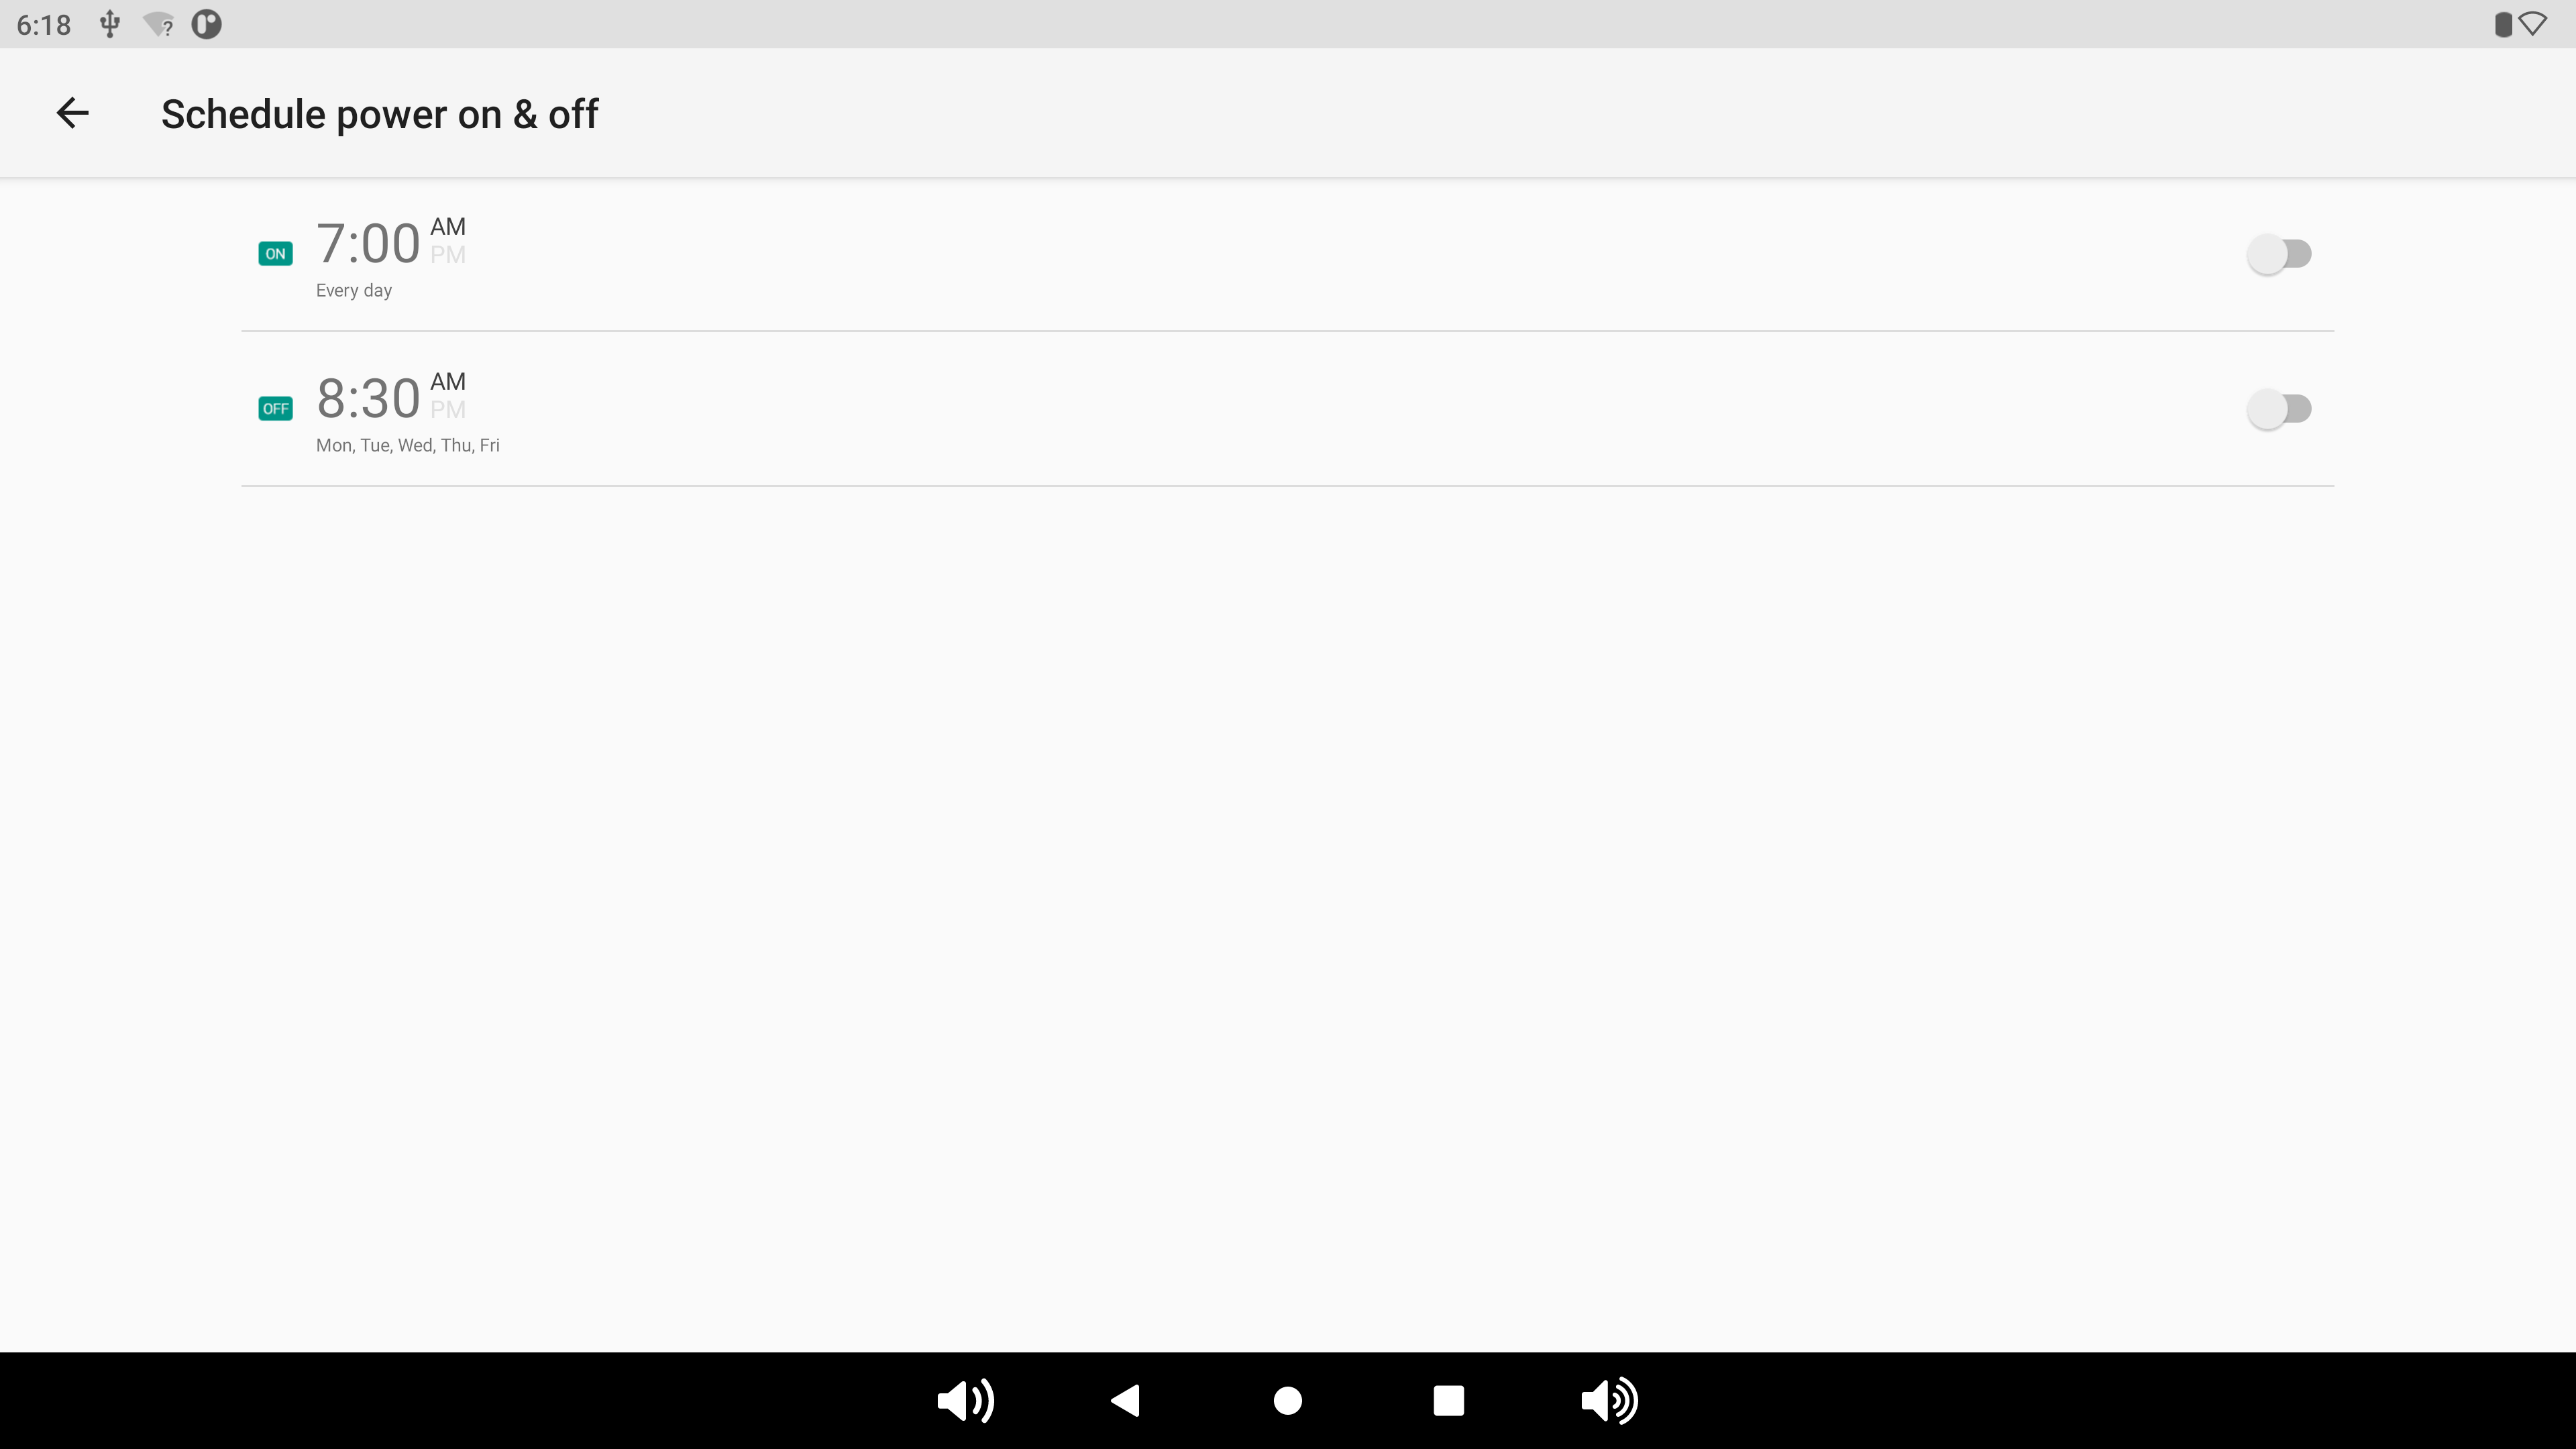 6:18
Schedule power on & off
ON 7:00 AM
PM
Every day
OFF 8:30 AM
PM
Mon, Tue, Wed, Thu, Fri